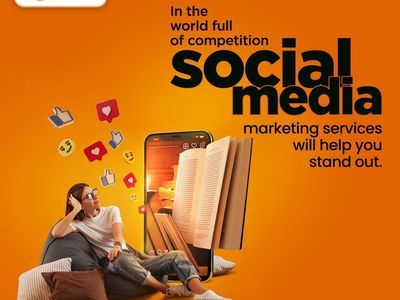 In the
world full
of competition
social
media
marketing services
will help you
stand out.